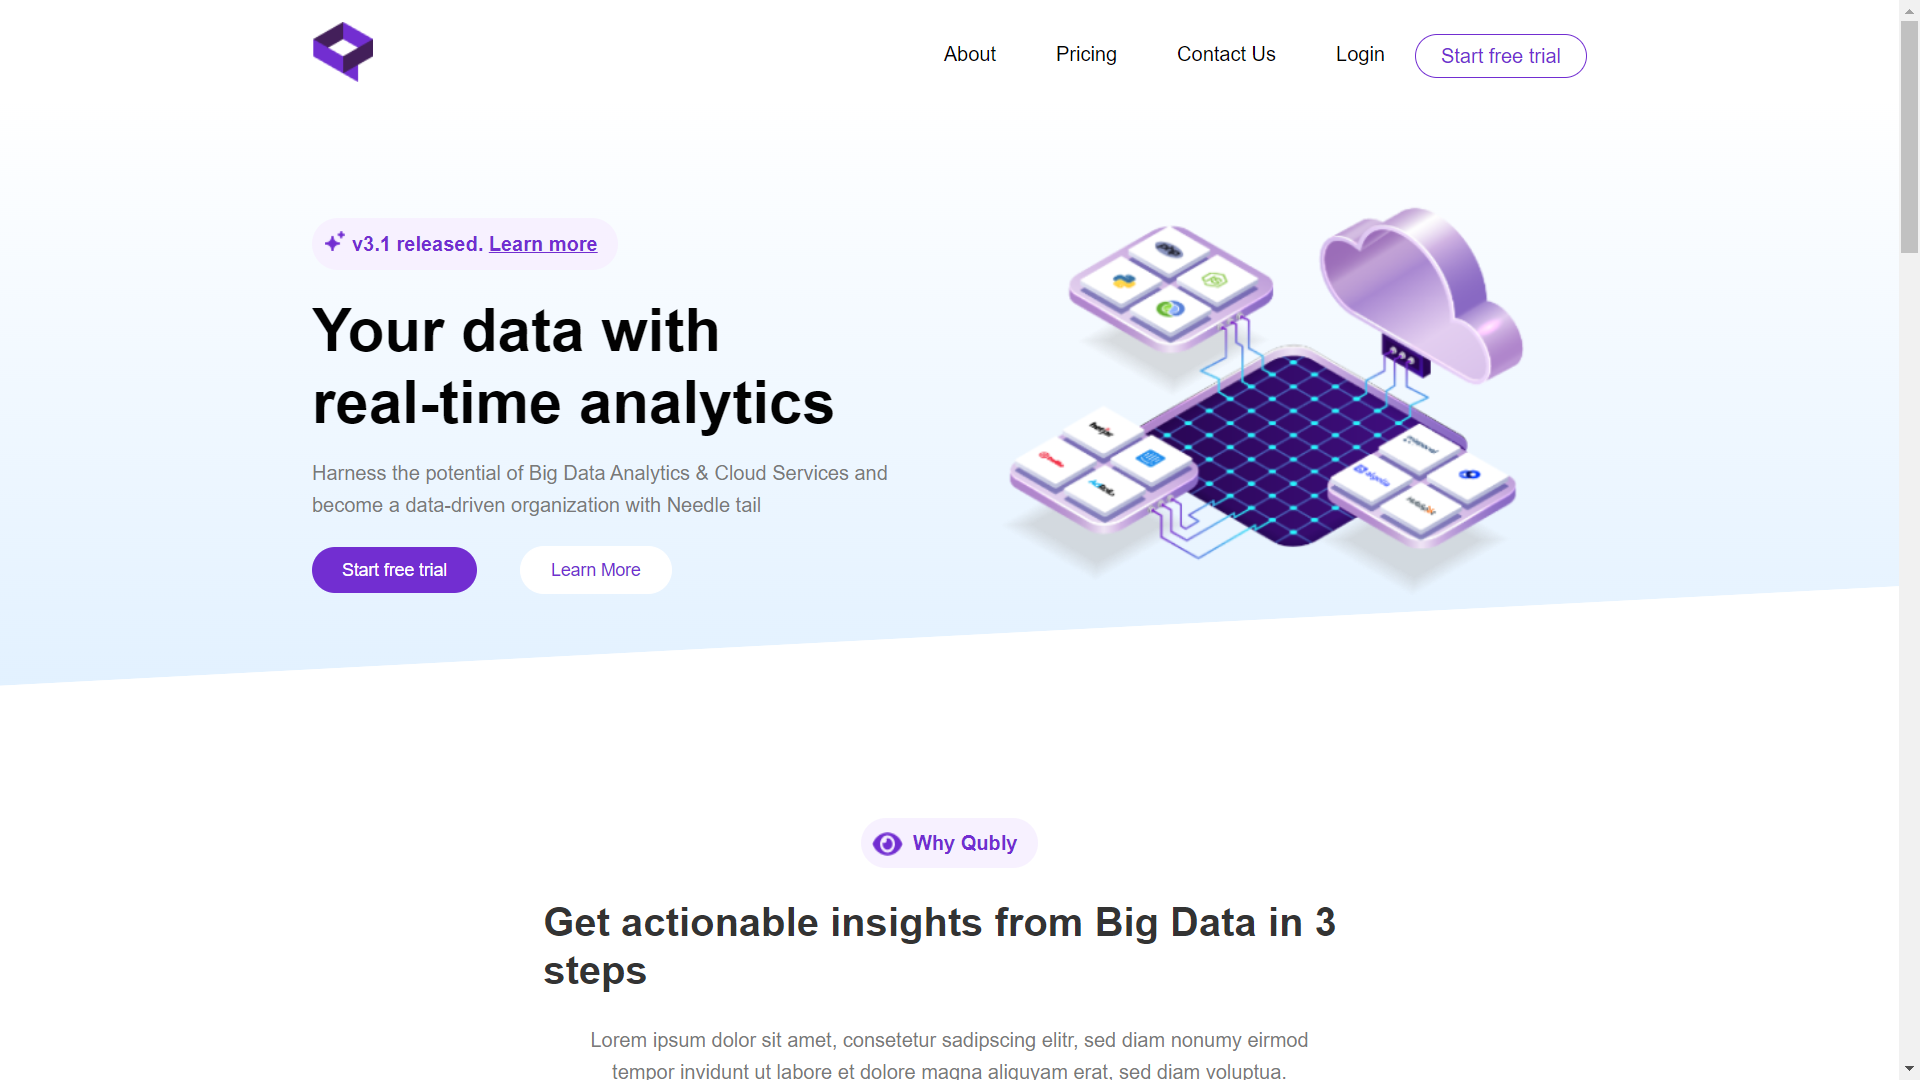 About
Pricing
Contact Us
Login
Start free trial
v3.1 released. Learn more
Your data with
real-time analytics
Harness the potential of Big Data Analytics & Cloud Services and
become a data-driven organization with Needle tail
Start free trial
Learn More
php
algolia
HubSpot
Why Qubly
Get actionable insights from Big Data in 3
steps
Lorem ipsum dolor sit amet, consetetur sadipscing elitr, sed diam nonumy eirmod
tempor invidunt ut labore et dolore magna aliquyam erat, sed diam voluptua.